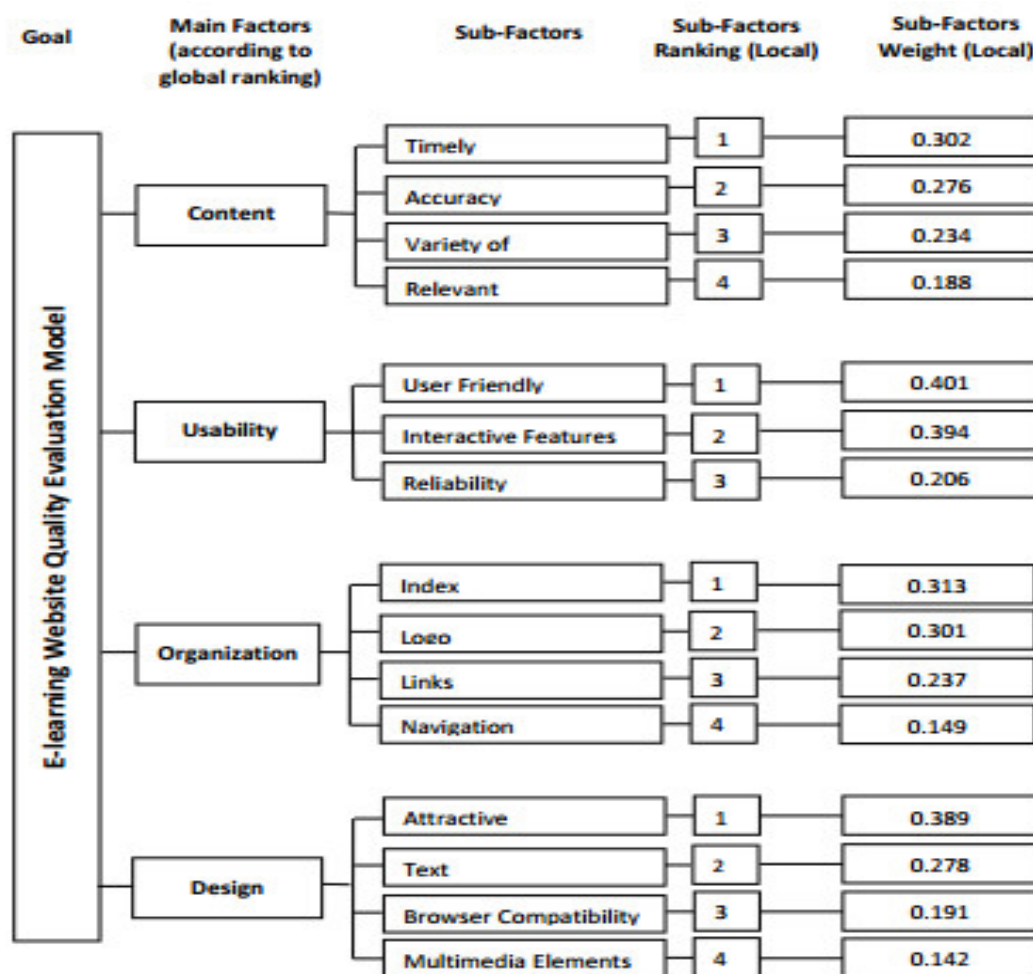 Goal
Main Factors
(according to
global ranking)
Sub-Factors
Sub-Factors
Ranking (Local)
Sub-Factors
Weight (Local)
E-learning Website Quality Evaluation Model
Content
Timely 1 0.302
Accuracy 2 0.276
Variety of 3 0.234
Relevant 4 0.188
Usability
User Friendly 1 0.401
Interactive Features 2 0.394
Reliability 3 0.206
Organization
Index 1 0.313
Logo 2 0.301
Links 3 0.237
Navigation 4 0.149
Design
Attractive 1 0.389
Text 2 0.278
Browser Compatibility 3 0.191
Multimedia Elements 4 0.142